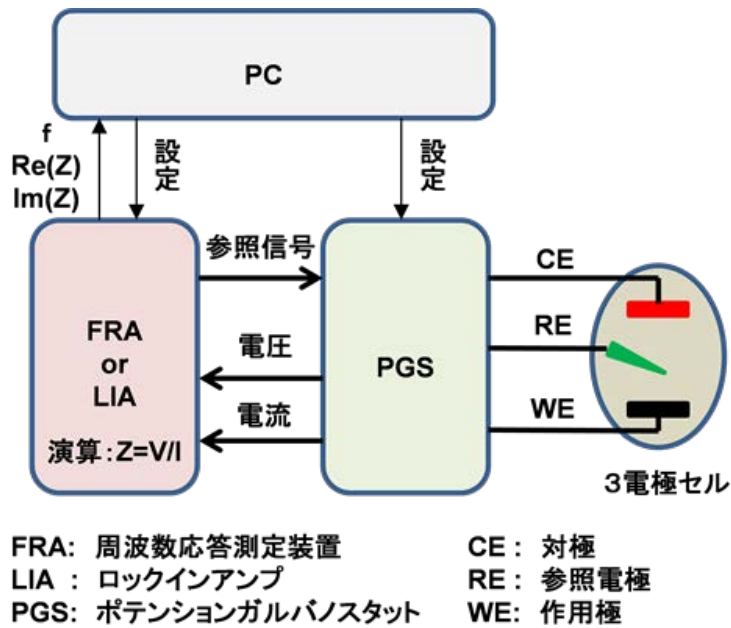 PC
f
Re(Z)
Im(Z)
設定
設定
参照信号
電圧
電流
FRA
or
LIA
演算：Z=V/I
PGS
CE
RE
WE
3電極セル
FRA: 周波数応答測定装置
LIA : ロックインアンプ
PGS: ポテンションガルバノスタット
CE : 対極
RE : 参照電極
WE: 作用極